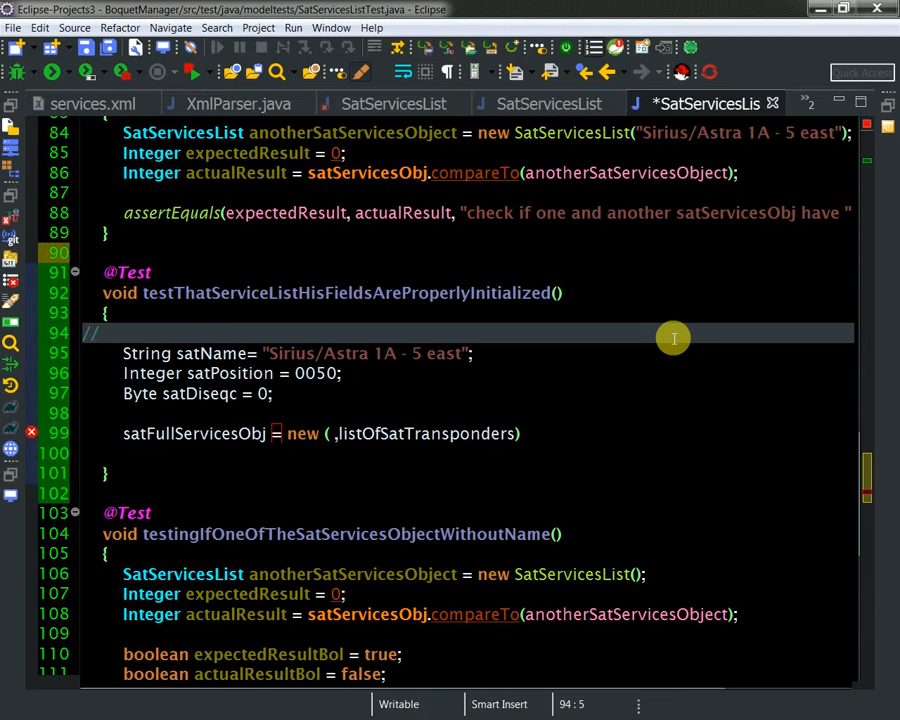 Eclipse-Projects3 - BoquetManager/src/test/java/modeltests/SatServicesListTest.java - Eclipse
File Edit Source Refactor Navigate Search Project Run Window Help
Quick Access
services.xml XmlParser.java SatServicesList SatServicesList *SatServicesLis »2
84 SatServicesList anotherSatServicesObject = new SatServicesList("Sirius/Astra 1A - 5 east");
85 Integer expectedResult = 0;
86 Integer actualResult = satServicesObj.compareTo(anotherSatServicesObject);
87
88 assertEquals(expectedResult, actualResult, "check if one and another satServicesObj have "
89 }
90
91 @Test
92 void testThatServiceListHisFieldsAreProperlyInitialized()
93 {
94 //
95 String satName= "Sirius/Astra 1A - 5 east";
96 Integer satPosition = 0050;
97 Byte satDiseqc = 0;
98
99 satFullServicesObj = new ( ,listOfSatTransponders)
100
101 }
102
103 @Test
104 void testingIfOneOfTheSatServicesObjectWithoutName()
105 {
106 SatServicesList anotherSatServicesObject = new SatServicesList();
107 Integer expectedResult = 0;
108 Integer actualResult = satServicesObj.compareTo(anotherSatServicesObject);
109
110 boolean expectedResultBol = true;
111 boolean actualResultBol = false;
Writable Smart Insert 94 : 5